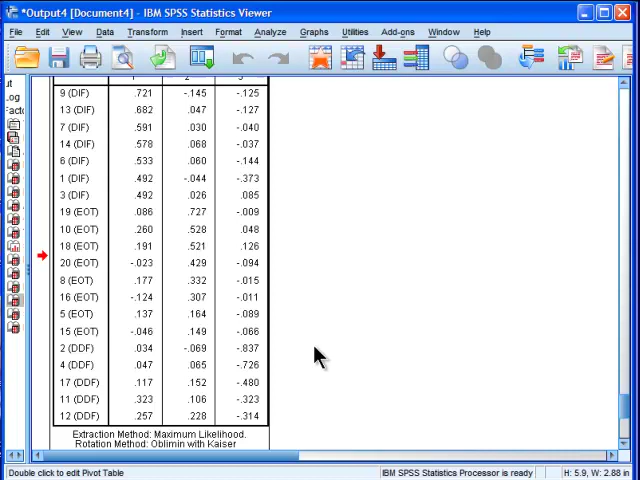 *Output4 [Document4] - IBM SPSS Statistics Viewer
File Edit View Data Transform Insert Format Analyze Graphs Utilities Add-ons Window Help
Log
9 (DIF) .721 -.145 -.125
13 (DIF) .682 .047 -.127
7 (DIF) .591 .030 -.040
14 (DIF) .578 .068 -.037
6 (DIF) .533 .060 -.144
1 (DIF) .492 -.044 -.373
3 (DIF) .492 .026 .085
19 (EOT) .086 .727 -.009
10 (EOT) .260 .528 .048
18 (EOT) .191 .521 .126
20 (EOT) -.023 .429 -.094
8 (EOT) .177 .332 -.015
16 (EOT) -.124 .307 -.011
5 (EOT) .137 .164 -.089
15 (EOT) -.046 .149 -.066
2 (DDF) .034 -.069 -.837
4 (DDF) .047 .065 -.726
17 (DDF) .117 .152 -.480
11 (DDF) .323 .106 -.323
12 (DDF) .257 .228 -.314
Extraction Method: Maximum Likelihood.
Rotation Method: Oblimin with Kaiser
Double click to edit Pivot Table IBM SPSS Statistics Processor is ready H: 5.9, W: 2.88 in